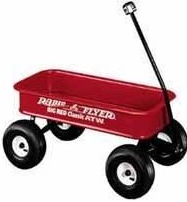 RADIO FLYER
BIG RED Classic ATW